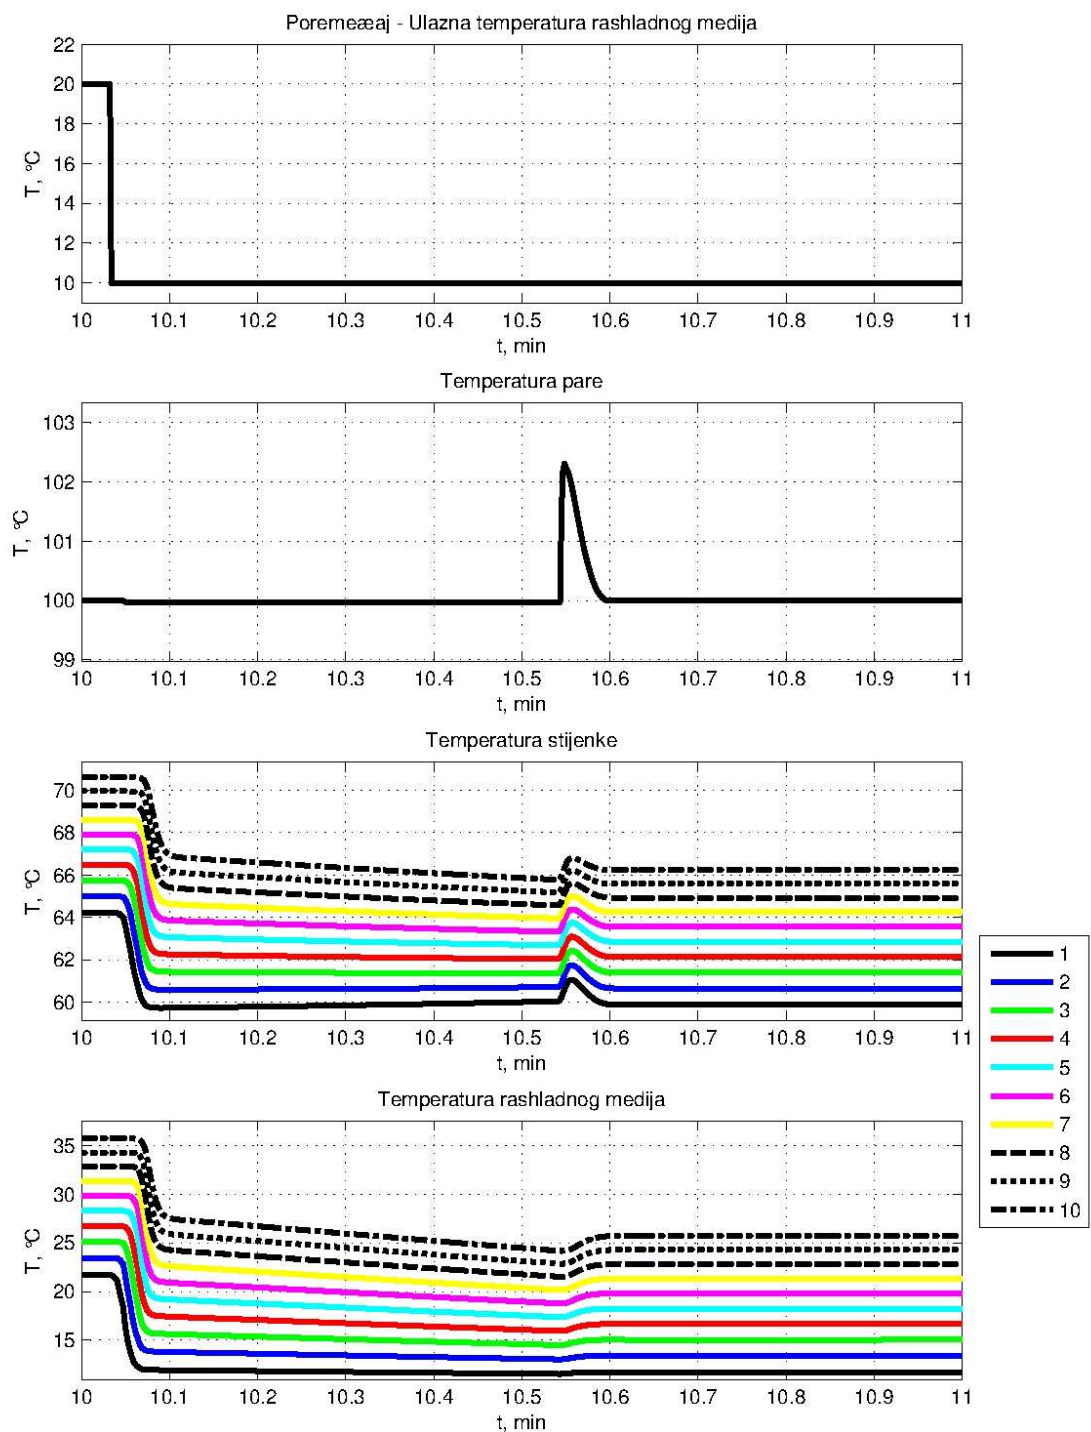 Poremeæaj - Ulazna temperatura rashladnog medija
22
20
18
16
14
12
10
T, °C
10 10.1 10.2 10.3 10.4 10.5 10.6 10.7 10.8 10.9 11
t, min
Temperatura pare
103
102
101
100
99
T, °C
10 10.1 10.2 10.3 10.4 10.5 10.6 10.7 10.8 10.9 11
t, min
Temperatura stijenke
70
68
66
64
62
60
T, °C
10 10.1 10.2 10.3 10.4 10.5 10.6 10.7 10.8 10.9 11
t, min
1
2
3
4
5
6
7
8
9
10
Temperatura rashladnog medija
35
30
25
20
15
T, °C
10 10.1 10.2 10.3 10.4 10.5 10.6 10.7 10.8 10.9 11
t, min